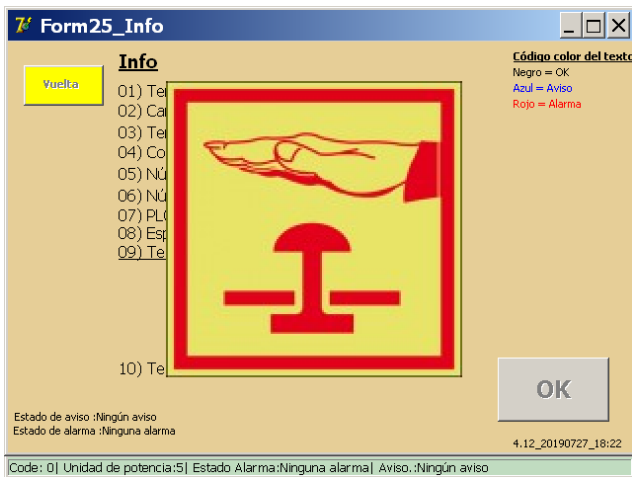 Form25_Info
Vuelta
Info
Código color del texto
Negro = OK
Azul = Aviso
Rojo = Alarma
01) Te
02) Ca
03) Te
04) Co
05) Nú
06) Nú
07) PL
08) Esp
09) Te
10) Te
OK
Estado de aviso :Ningún aviso
Estado de alarma :Ninguna alarma
4.12_20190727_18:22
Code: 0| Unidad de potencia:5| Estado Alarma:Ninguna alarma| Aviso.:Ningún aviso